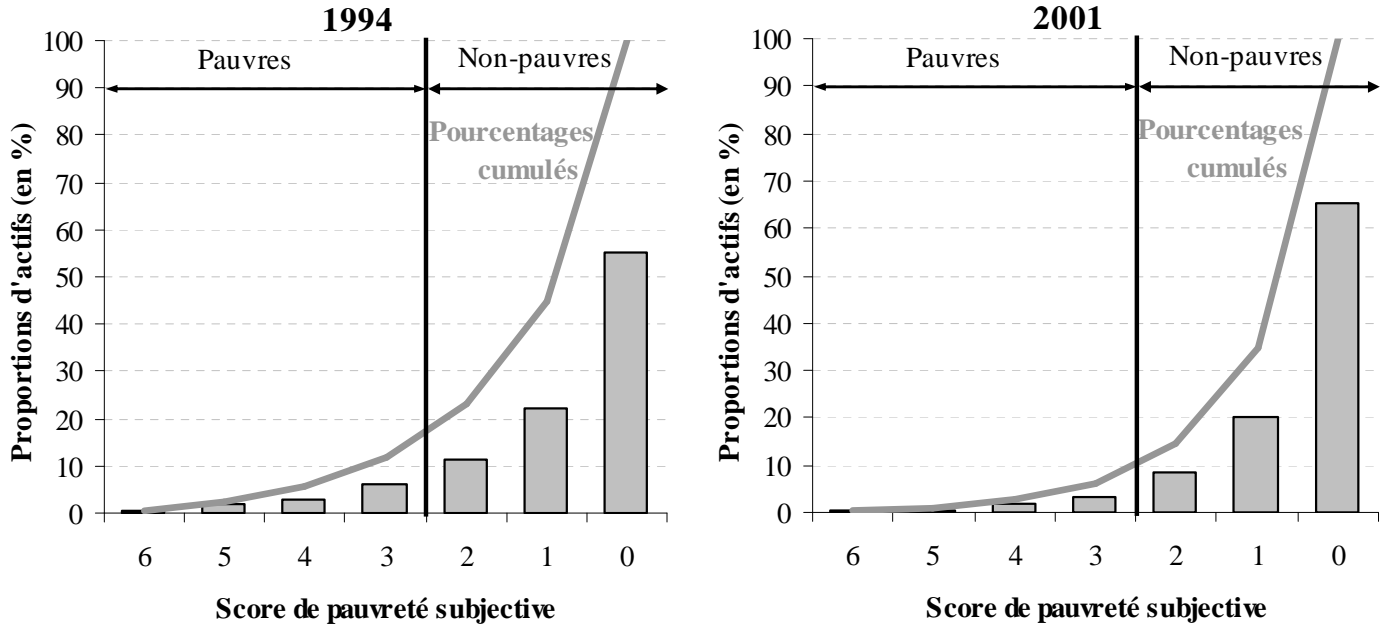 1994
Pauvres
Non-pauvres
Pourcentages
cumulés
Proportions d'actifs (en %)
100
90
80
70
60
50
40
30
20
10
0
6 5 4 3 2 1 0
Score de pauvreté subjective
2001
Pauvres
Non-pauvres
Pourcentages
cumulés
Proportions d'actifs (en %)
100
90
80
70
60
50
40
30
20
10
0
6 5 4 3 2 1 0
Score de pauvreté subjective